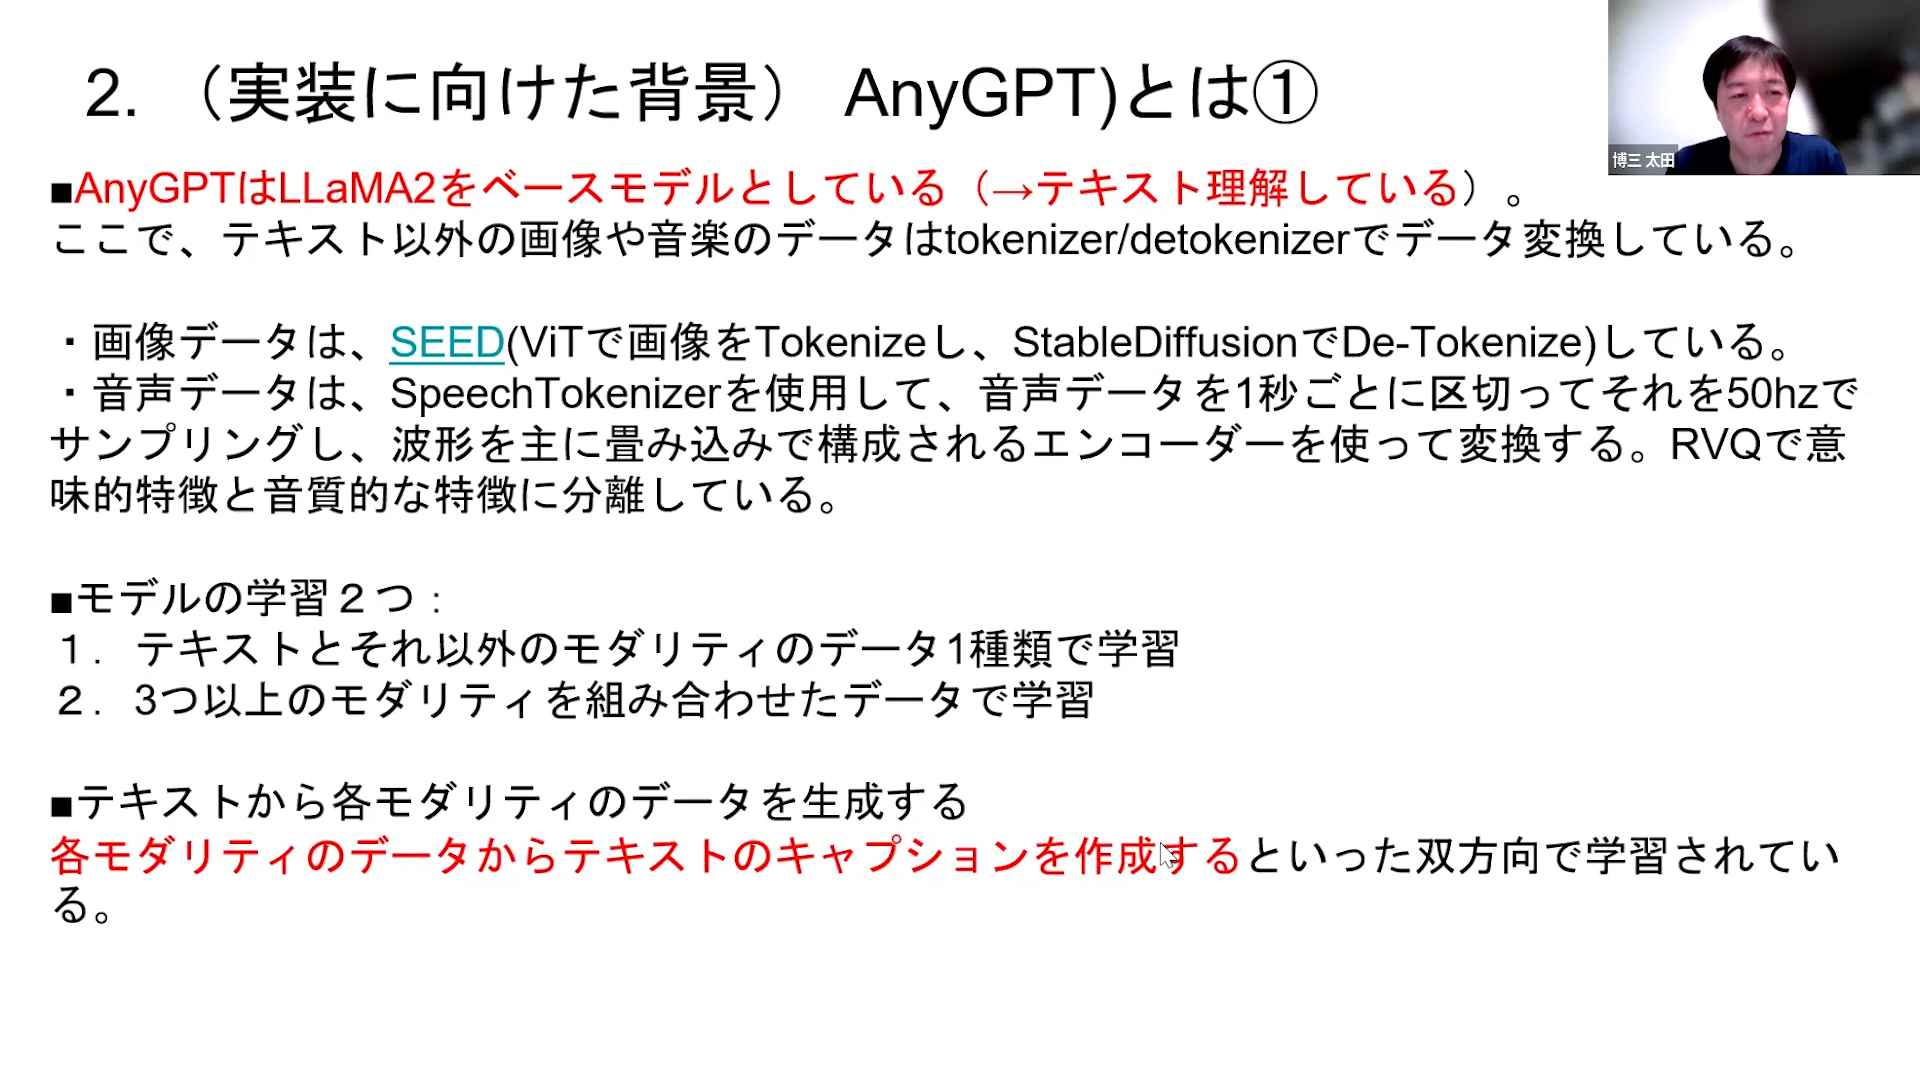 2. （実装に向けた背景） AnyGPT)とは①
博三 太田
■AnyGPTはLLaMA2をベースモデルとしている（→テキスト理解している）。
ここで、テキスト以外の画像や音楽のデータはtokenizer/detokenizerでデータ変換している。
・画像データは、SEED(ViTで画像をTokenizeし、StableDiffusionでDe-Tokenize)している。
・音声データは、SpeechTokenizerを使用して、音声データを1秒ごとに区切ってそれを50hzで
サンプリングし、波形を主に畳み込みで構成されるエンコーダーを使って変換する。RVQで意
味的特徴と音質的な特徴に分離している。
■モデルの学習２つ：
１．テキストとそれ以外のモダリティのデータ1種類で学習
２．3つ以上のモダリティを組み合わせたデータで学習
■テキストから各モダリティのデータを生成する
各モダリティのデータからテキストのキャプションを作成するといった双方向で学習されてい
る。